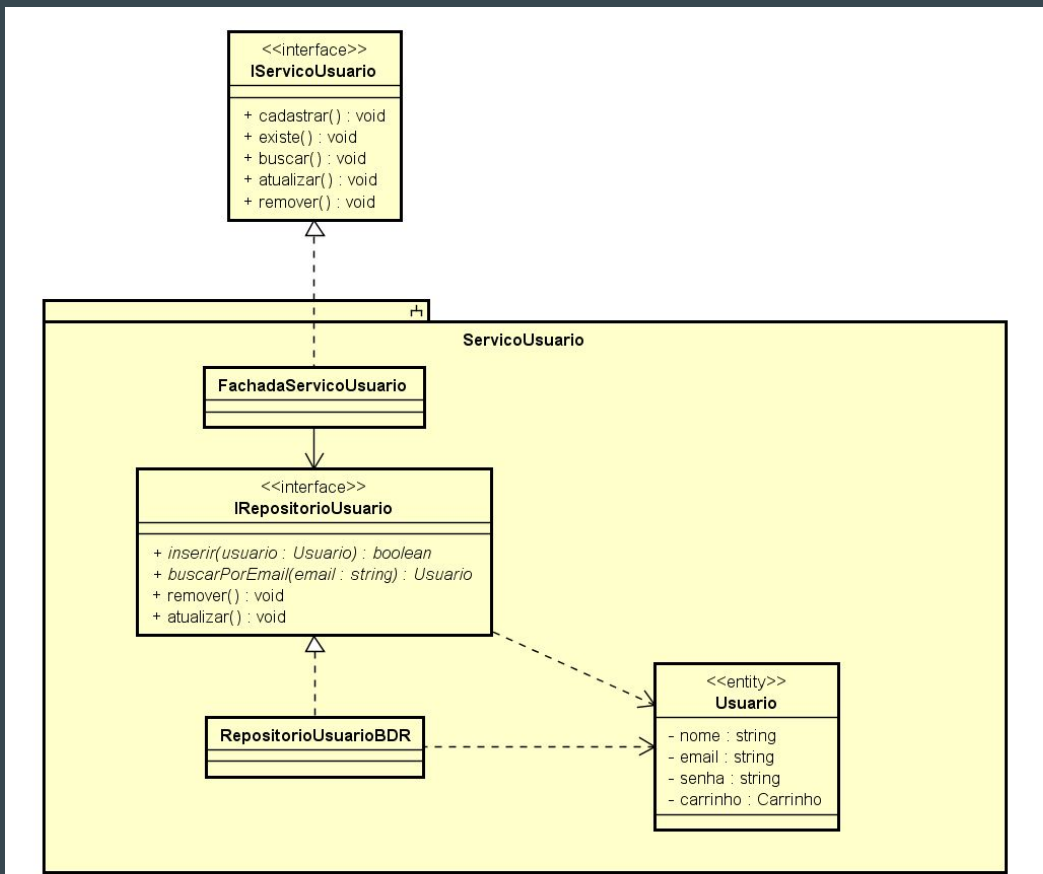 <<interface>>
IServicoUsuario
+ cadastrar() : void
+ existe() : void
+ buscar() : void
+ atualizar() : void
+ remover() : void
ServicoUsuario
FachadaServicoUsuario
<<interface>>
IRepositorioUsuario
+ inserir(usuario : Usuario) : boolean
+ buscarPorEmail(email : string) : Usuario
+ remover() : void
+ atualizar() : void
RepositorioUsuarioBDR
<<entity>>
Usuario
- nome : string
- email : string
- senha : string
- carrinho : Carrinho